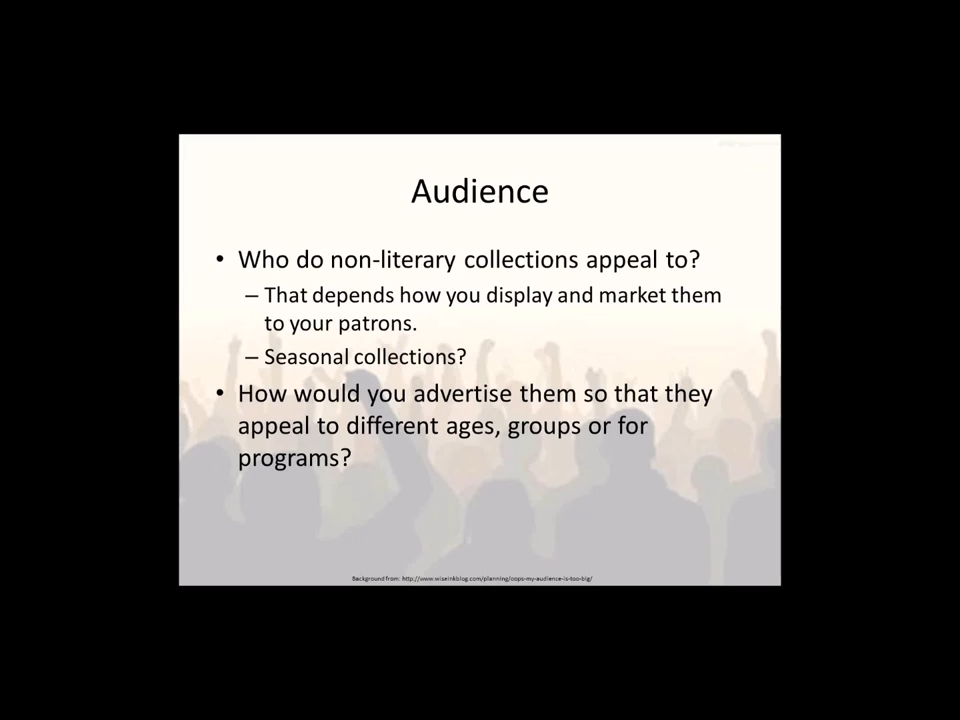 Audience
• Who do non-literary collections appeal to?
– That depends how you display and market them
to your patrons.
– Seasonal collections?
• How would you advertise them so that they
appeal to different ages, groups or for
programs?
Background from: http://www.wiseinkblog.com/planning/oops-my-audience-is-too-big/